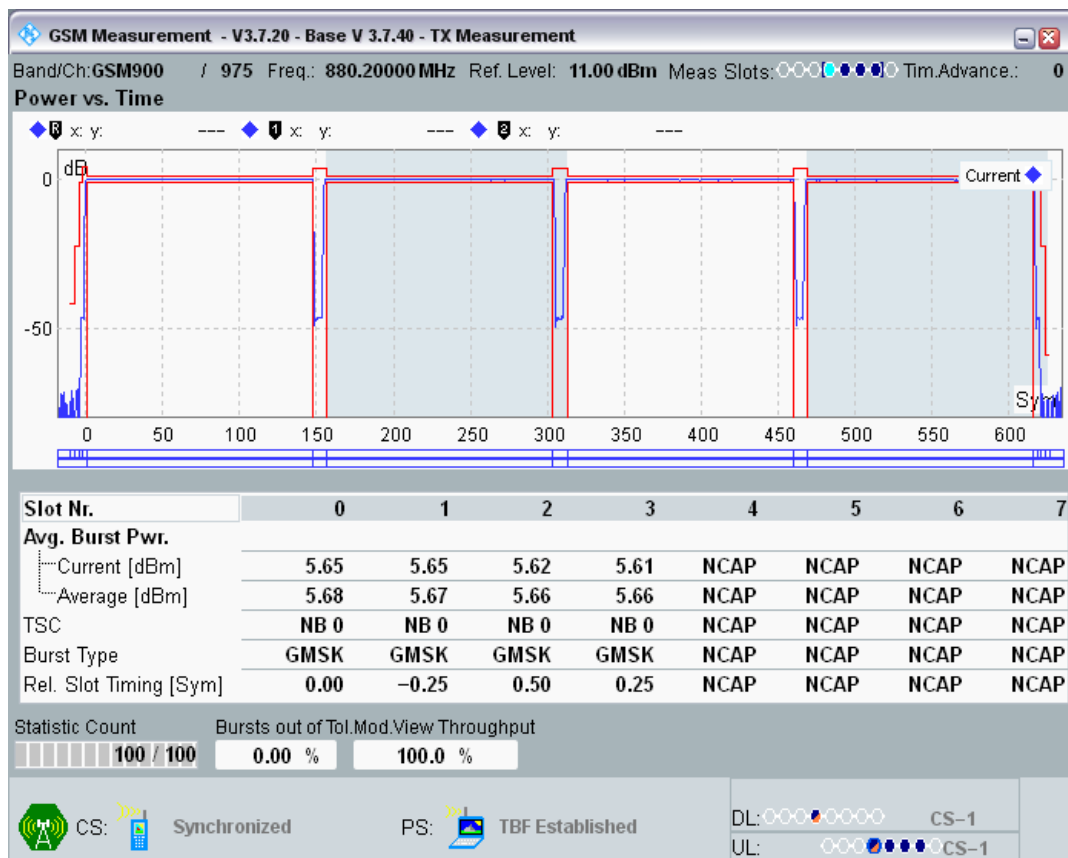 GSM Measurement - V3.7.20 - Base V 3.7.40 - TX Measurement
Band/Ch:GSM900 / 975 Freq.: 880.20000 MHz Ref. Level: 11.00 dBm Meas Slots: Tim.Advance.: 0
Power vs. Time
R x: y: --- 1 x: y: --- 2 x: y: ---
dB
Current
0
-50
Sym
0 50 100 150 200 250 300 350 400 450 500 550 600
Slot Nr. 0 1 2 3 4 5 6 7
Avg. Burst Pwr.
Current [dBm] 5.65 5.65 5.62 5.61 NCAP NCAP NCAP NCAP
Average [dBm] 5.68 5.67 5.66 5.66 NCAP NCAP NCAP NCAP
TSC NB 0 NB 0 NB 0 NB 0 NCAP NCAP NCAP NCAP
Burst Type GMSK GMSK GMSK GMSK NCAP NCAP NCAP NCAP
Rel. Slot Timing [Sym] 0.00 −0.25 0.50 0.25 NCAP NCAP NCAP NCAP
Statistic Count Bursts out of Tol.Mod.View Throughput
100 / 100 0.00 % 100.0 %
CS: Synchronized PS: TBF Established
DL: CS−1
UL: CS−1